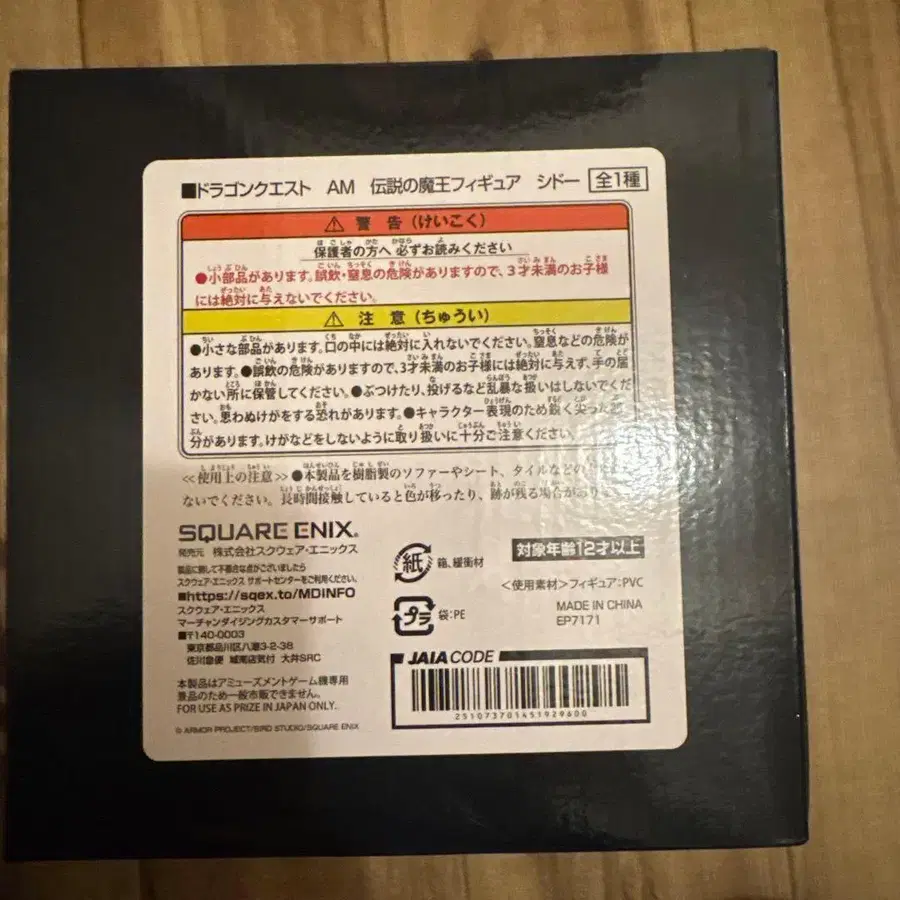 ■ドラゴンクエスト AM 伝説の魔王フィギュア シドー 全1種
⚠ 警告(けいこく)
保護者の方へ 必ずお読みください
●小部品があります。誤飲・窒息の危険がありますので、3才未満のお子様
には絶対に与えないでください。
⚠ 注意(ちゅうい)
●小さな部品があります。口の中には絶対に入れないでください。窒息などの危険が
あります。●誤飲の危険がありますので、3才未満のお子様には絶対に与えず、手の届
かない所に保管してください。●ぶつけたり、投げるなど乱暴な扱いはしないでくだ
さい。思わぬけがをする恐れがあります。●キャラクター表現のため鋭く尖った部
分があります。けがなどをしないように取り扱いに十分ご注意ください。
≪使用上の注意≫●本製品を樹脂製のソファーやシート、タイルなどの
ないでください。長時間接触していると色が移ったり、跡が残る場合が
SQUARE ENIX®
発売元 株式会社スクウェア・エニックス
製品に関して不備な点がございましたら
スクウェア・エニックス サポートセンターをご利用ください。
■https://sqex.to/MDINFO
スクウェア・エニックス
マーチャンダイジングカスタマーサポート
■〒140-0003
東京都品川区八潮3-2-38
佐川急便 城南店気付 大井SRC
本製品はアミューズメントゲーム機専用
景品のため一般市販できません。
FOR USE AS PRIZE IN JAPAN ONLY.
© ARMOR PROJECT/BIRD STUDIO/SQUARE ENIX
紙 箱、緩衝材
プラ 袋:PE
対象年齢12才以上
<使用素材>フィギュア:PVC
MADE IN CHINA
EP7171
JAIA CODE
251073701451929600